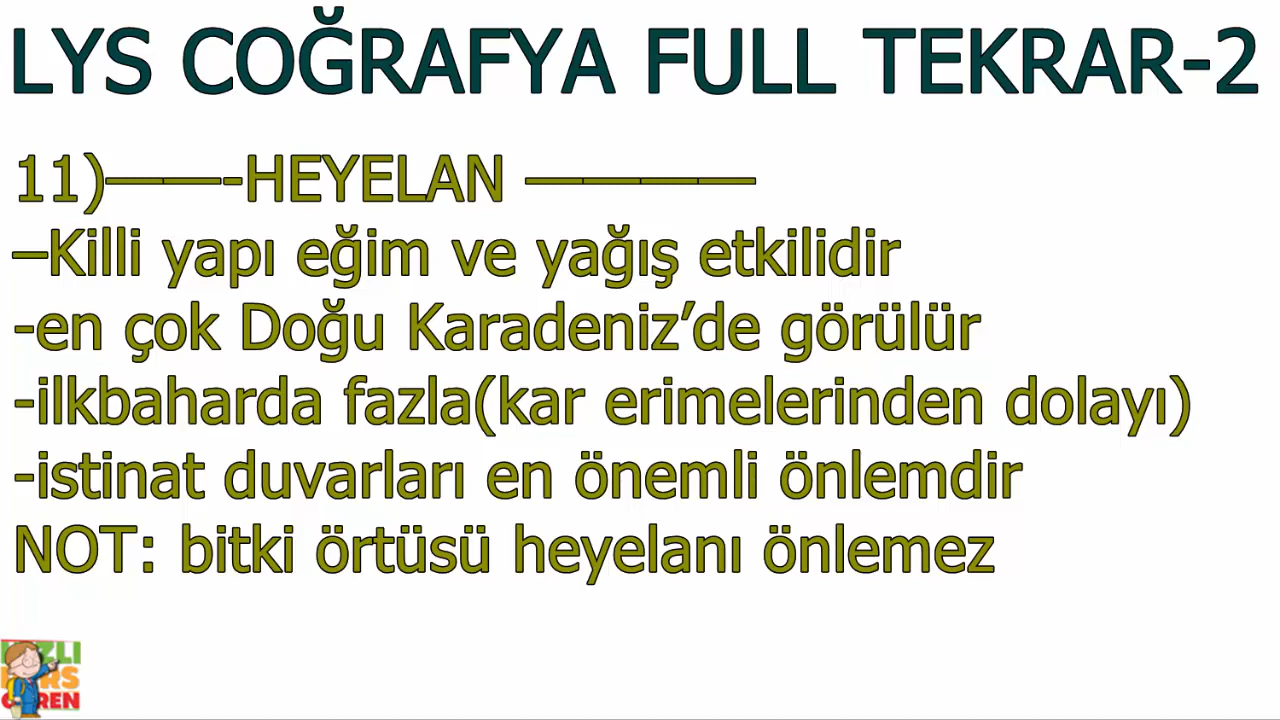 LYS COĞRAFYA FULL TEKRAR-2
11)——-HEYELAN ————
–Killi yapı eğim ve yağış etkilidir
-en çok Doğu Karadeniz’de görülür
-ilkbaharda fazla(kar erimelerinden dolayı)
-istinat duvarları en önemli önlemdir
NOT: bitki örtüsü heyelanı önlemez